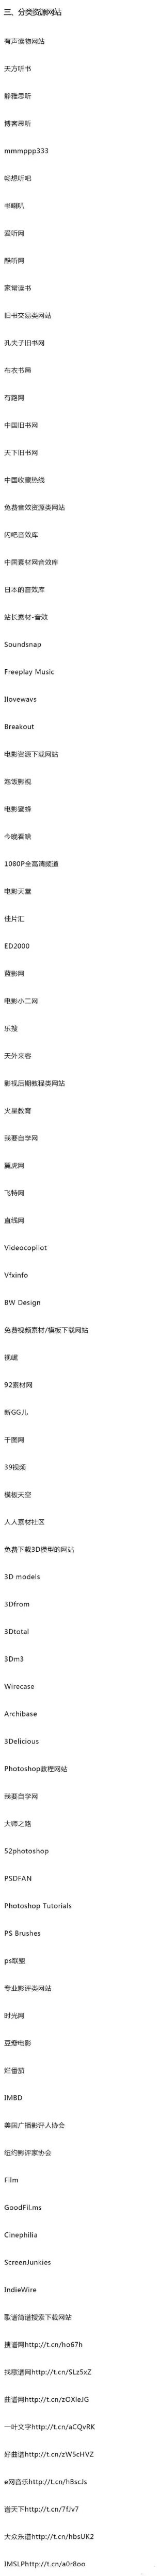 三、分类资源网站
有声读物网站
天方听书
静雅思听
博客思听
mmmppp333
畅想听吧
书喇叭
爱听网
酷听网
家常读书
旧书交易类网站
孔夫子旧书网
布衣书局
有路网
中国旧书网
天下旧书网
中国收藏热线
免费音效资源类网站
闪吧音效库
中国素材网音效库
日本的音效库
站长素材-音效
Soundsnap
Freeplay Music
Ilovewavs
Breakout
电影资源下载网站
泡饭影视
电影蜜蜂
今晚看啥
1080P全高清频道
电影天堂
佳片汇
ED2000
蓝影网
电影小二网
乐搜
天外来客
影视后期教程类网站
火星教育
我要自学网
翼虎网
飞特网
直线网
Videocopilot
Vfxinfo
BW Design
免费视频素材/模板下载网站
视崛
92素材网
新GG儿
千图网
39视频
模板天空
人人素材社区
免费下载3D模型的网站
3D models
3Dfrom
3Dtotal
3Dm3
Wirecase
Archibase
3Delicious
Photoshop教程网站
我要自学网
大师之路
52photoshop
PSDFAN
Photoshop Tutorials
PS Brushes
ps联盟
专业影评类网站
时光网
豆瓣电影
烂番茄
IMBD
美国广播影评人协会
纽约影评家协会
Film
GoodFil.ms
Cinephilia
ScreenJunkies
IndieWire
歌谱简谱搜索下载网站
搜谱网http://t.cn/ho67h
找歌谱网http://t.cn/SLz5xZ
曲谱网http://t.cn/zOXleJG
一叶文字http://t.cn/aCQvRK
好曲谱http://t.cn/zW5cHVZ
e网音乐http://t.cn/hBscJs
谱天下http://t.cn/7fJv7
大众乐谱http://t.cn/hbsUK2
IMSLPhttp://t.cn/a0r8oo